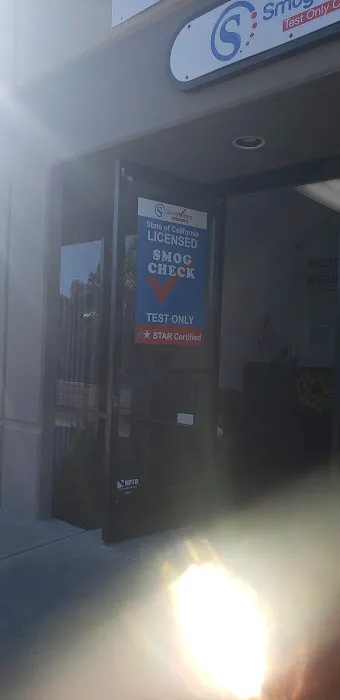 Smog
Test Only C
State of California
LICENSED
SMOG
CHECK
TEST ONLY
★ STAR Certified